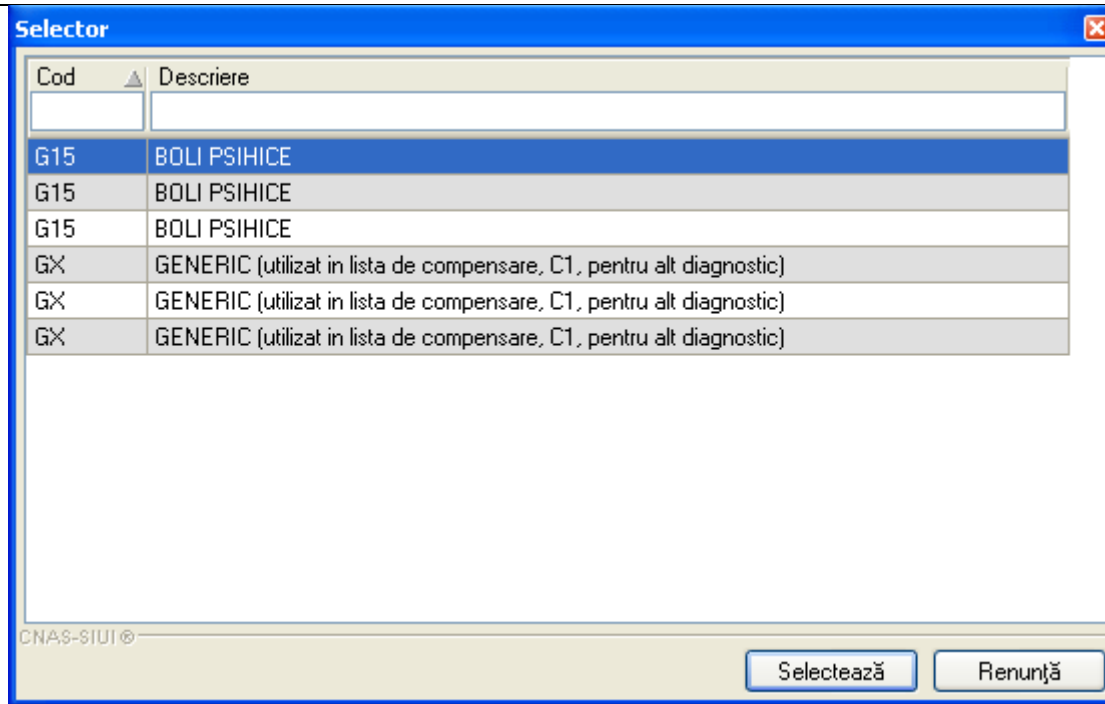 Selector
Cod Descriere
G15 BOLI PSIHICE
G15 BOLI PSIHICE
G15 BOLI PSIHICE
GX GENERIC (utilizat in lista de compensare, C1, pentru alt diagnostic)
GX GENERIC (utilizat in lista de compensare, C1, pentru alt diagnostic)
GX GENERIC (utilizat in lista de compensare, C1, pentru alt diagnostic)
CNAS-SIUI®
Selectează Renunţă